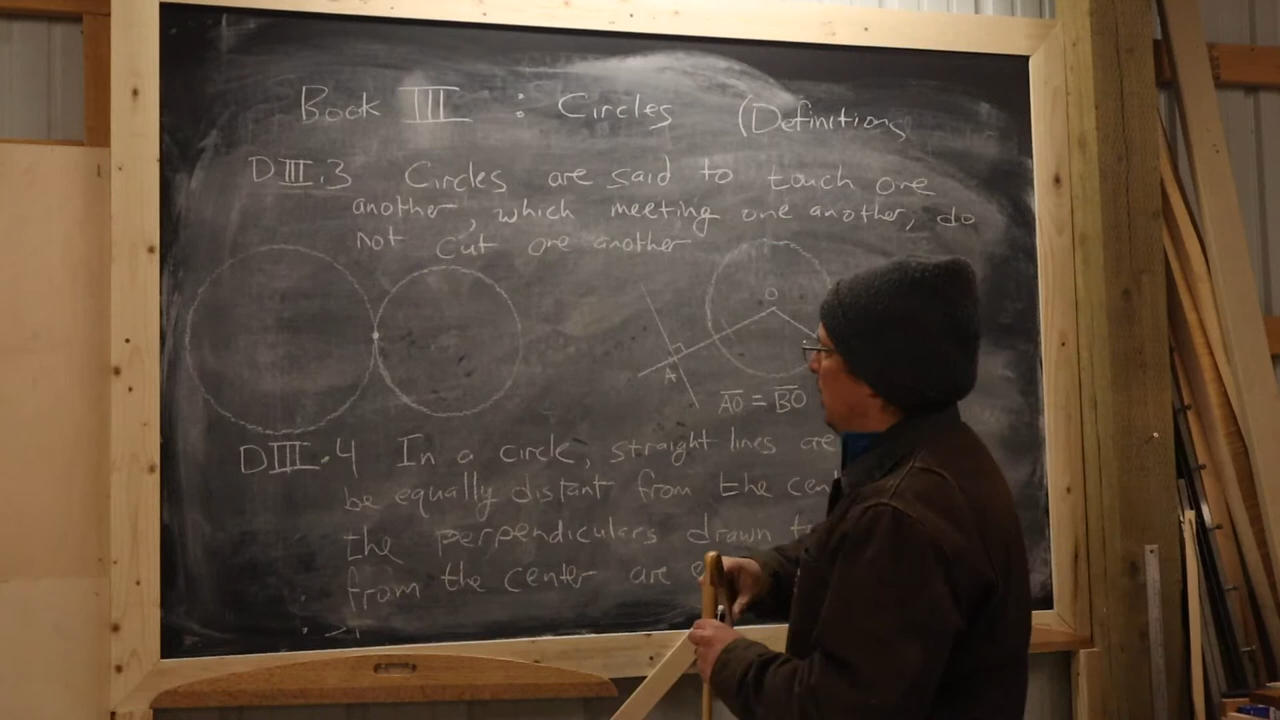 Book III : Circles (Definitions
DIII.3 Circles are said to touch one
another, which meeting one another, do
not cut one another
O
A
AO = BO
DIII.4 In a circle, straight lines are
be equally distant from the cen
the perpendiculars drawn t
from the center are e